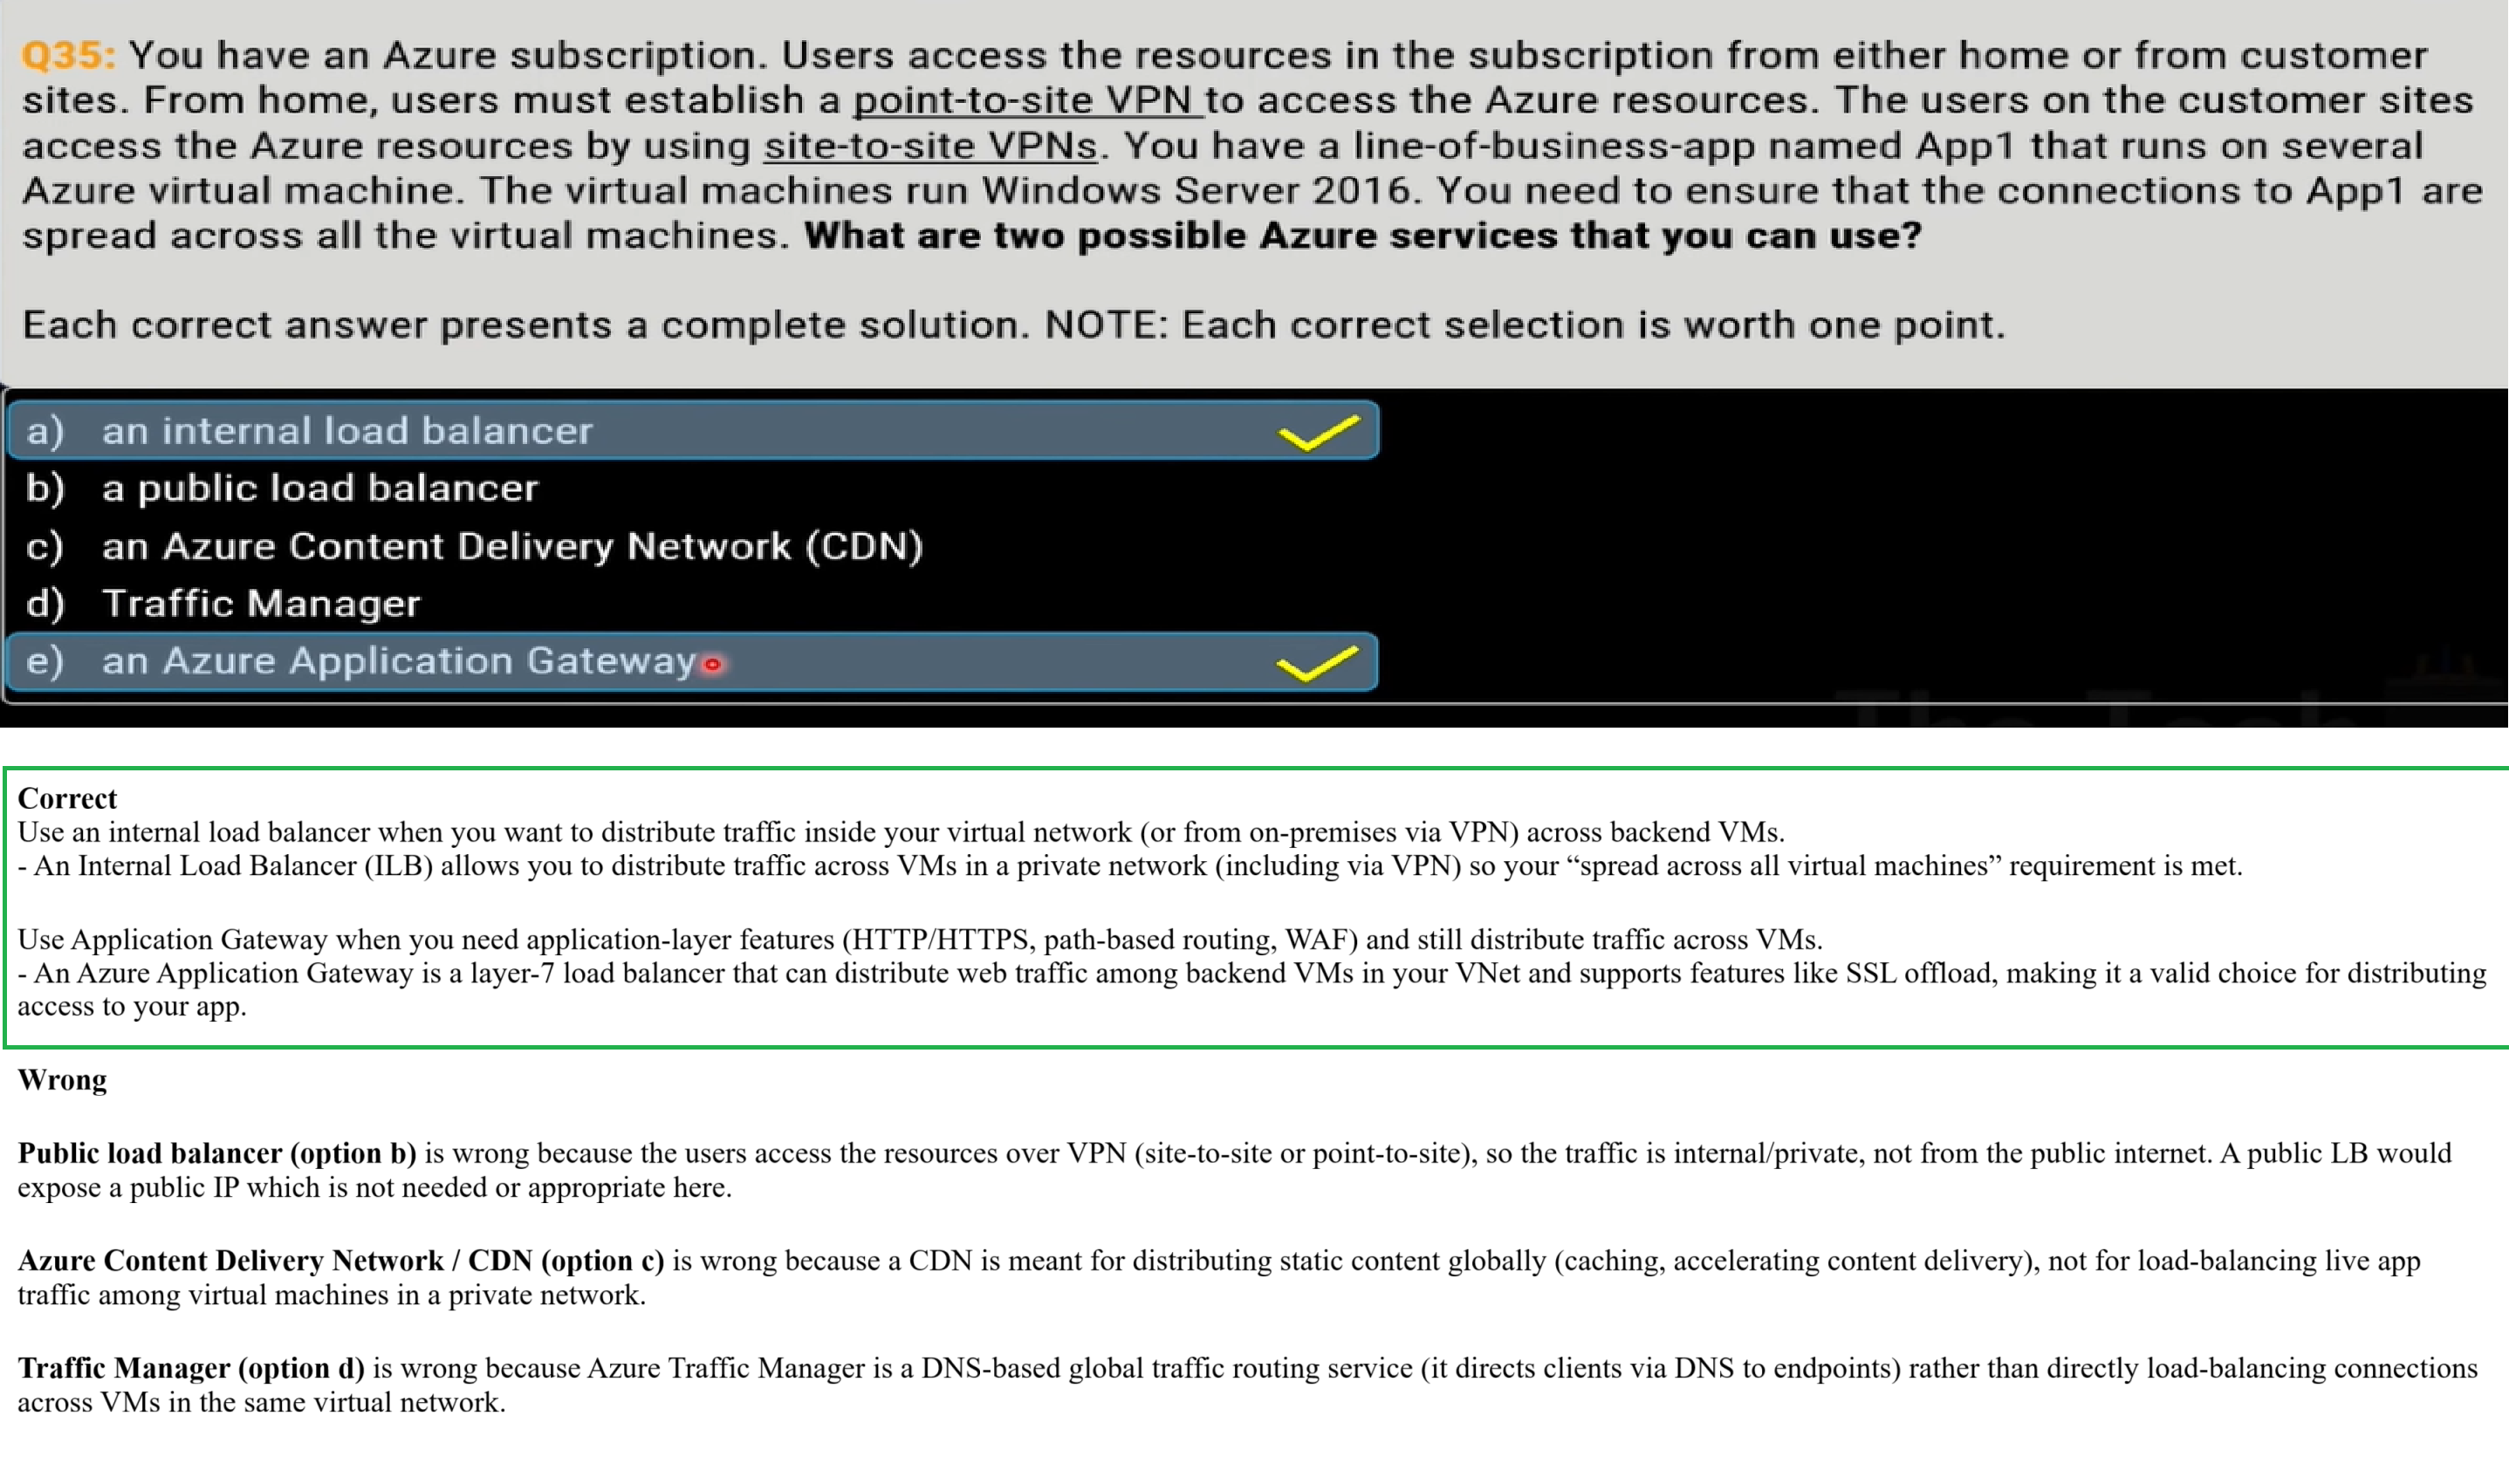 Q35: You have an Azure subscription. Users access the resources in the subscription from either home or from customer
sites. From home, users must establish a point-to-site VPN to access the Azure resources. The users on the customer sites
access the Azure resources by using site-to-site VPNs. You have a line-of-business-app named App1 that runs on several
Azure virtual machine. The virtual machines run Windows Server 2016. You need to ensure that the connections to App1 are
spread across all the virtual machines. What are two possible Azure services that you can use?
Each correct answer presents a complete solution. NOTE: Each correct selection is worth one point.
a) an internal load balancer
b) a public load balancer
c) an Azure Content Delivery Network (CDN)
d) Traffic Manager
e) an Azure Application Gateway
Correct
Use an internal load balancer when you want to distribute traffic inside your virtual network (or from on-premises via VPN) across backend VMs.
- An Internal Load Balancer (ILB) allows you to distribute traffic across VMs in a private network (including via VPN) so your “spread across all virtual machines” requirement is met.
Use Application Gateway when you need application-layer features (HTTP/HTTPS, path-based routing, WAF) and still distribute traffic across VMs.
- An Azure Application Gateway is a layer-7 load balancer that can distribute web traffic among backend VMs in your VNet and supports features like SSL offload, making it a valid choice for distributing
access to your app.
Wrong
Public load balancer (option b) is wrong because the users access the resources over VPN (site-to-site or point-to-site), so the traffic is internal/private, not from the public internet. A public LB would
expose a public IP which is not needed or appropriate here.
Azure Content Delivery Network / CDN (option c) is wrong because a CDN is meant for distributing static content globally (caching, accelerating content delivery), not for load-balancing live app
traffic among virtual machines in a private network.
Traffic Manager (option d) is wrong because Azure Traffic Manager is a DNS-based global traffic routing service (it directs clients via DNS to endpoints) rather than directly load-balancing connections
across VMs in the same virtual network.